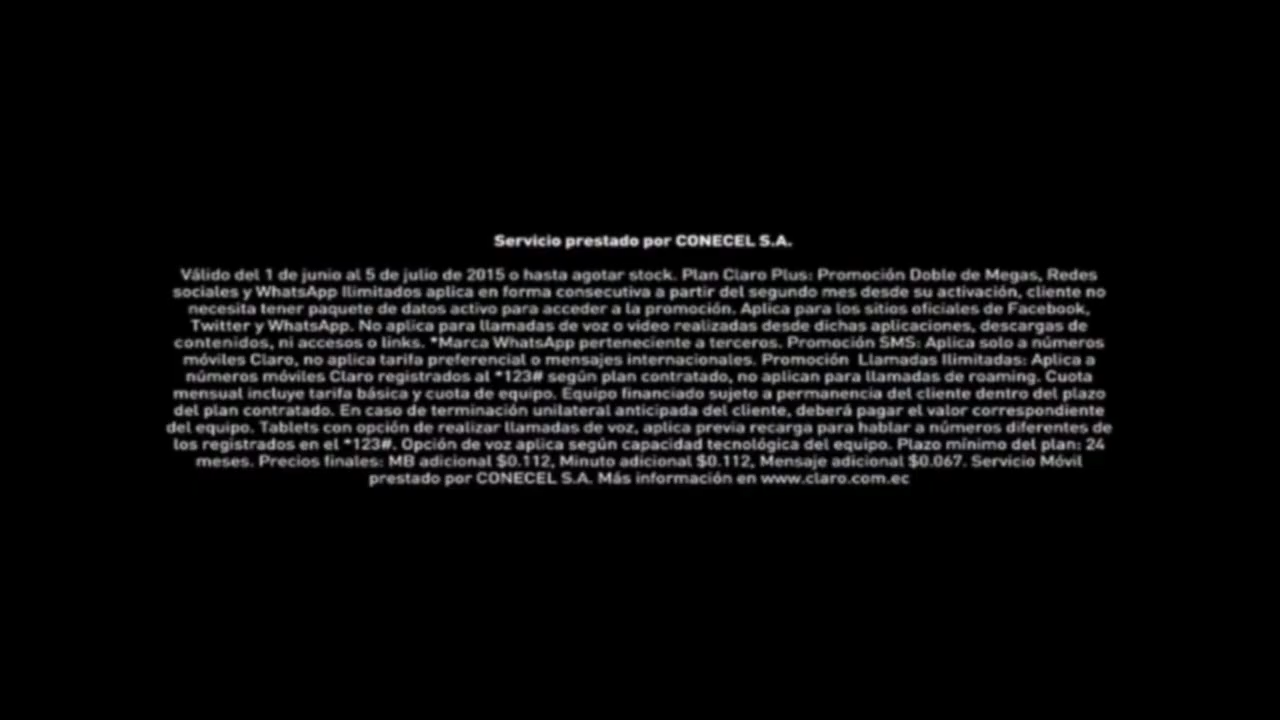 Servicio prestado por CONECEL S.A.
Válido del 1 de junio al 5 de julio de 2015 o hasta agotar stock. Plan Claro Plus: Promoción Doble de Megas, Redes
sociales y WhatsApp Ilimitados aplica en forma consecutiva a partir del segundo mes desde su activación, cliente no
necesita tener paquete de datos activo para acceder a la promoción. Aplica para los sitios oficiales de Facebook,
Twitter y WhatsApp. No aplica para llamadas de voz o video realizadas desde dichas aplicaciones, descargas de
contenidos, ni accesos o links. *Marca WhatsApp perteneciente a terceros. Promoción SMS: Aplica solo a números
móviles Claro, no aplica tarifa preferencial o mensajes internacionales. Promoción Llamadas Ilimitadas: Aplica a
números móviles Claro registrados al *123# según plan contratado, no aplican para llamadas de roaming. Cuota
mensual incluye tarifa básica y cuota de equipo. Equipo financiado sujeto a permanencia del cliente dentro del plazo
del plan contratado. En caso de terminación unilateral anticipada del cliente, deberá pagar el valor correspondiente
del equipo. Tablets con opción de realizar llamadas de voz, aplica previa recarga para hablar a números diferentes de
los registrados en el *123#. Opción de voz aplica según capacidad tecnológica del equipo. Plazo mínimo del plan: 24
meses. Precios finales: MB adicional $0.112, Minuto adicional $0.112, Mensaje adicional $0.067. Servicio Móvil
prestado por CONECEL S.A. Más información en www.claro.com.ec